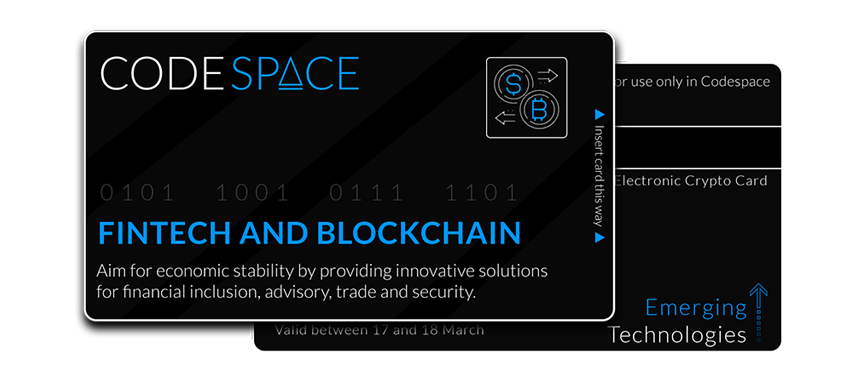 CODESPACE
0101 1001 0111 1101
FINTECH AND BLOCKCHAIN
Aim for economic stability by providing innovative solutions
for financial inclusion, advisory, trade and security.
Insert card this way
use only in Codespace
Electronic Crypto Card
Emerging
Technologies
Valid between 17 and 18 March